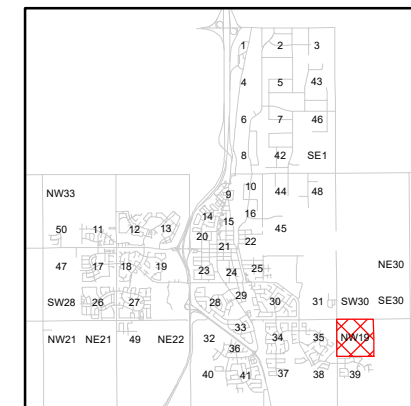 1 2 3
4 5 43
6 7 46
8 42 SE1
NW33 9 10 44 48
14 15 16
50 11 12 13 45
20 21 22
47 17 18 19 23 24 25 NE30
SW28 26 27 28 29 30 31 SW30 SE30
33
NW21 NE21 49 NE22 32 34 35 NW19
36
40 41 37 38 39